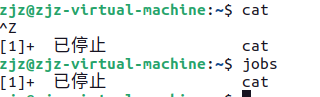 zjz@zjz-virtual-machine:~$ cat
^Z
[1]+  已停止                  cat
zjz@zjz-virtual-machine:~$ jobs
[1]+  已停止                  cat